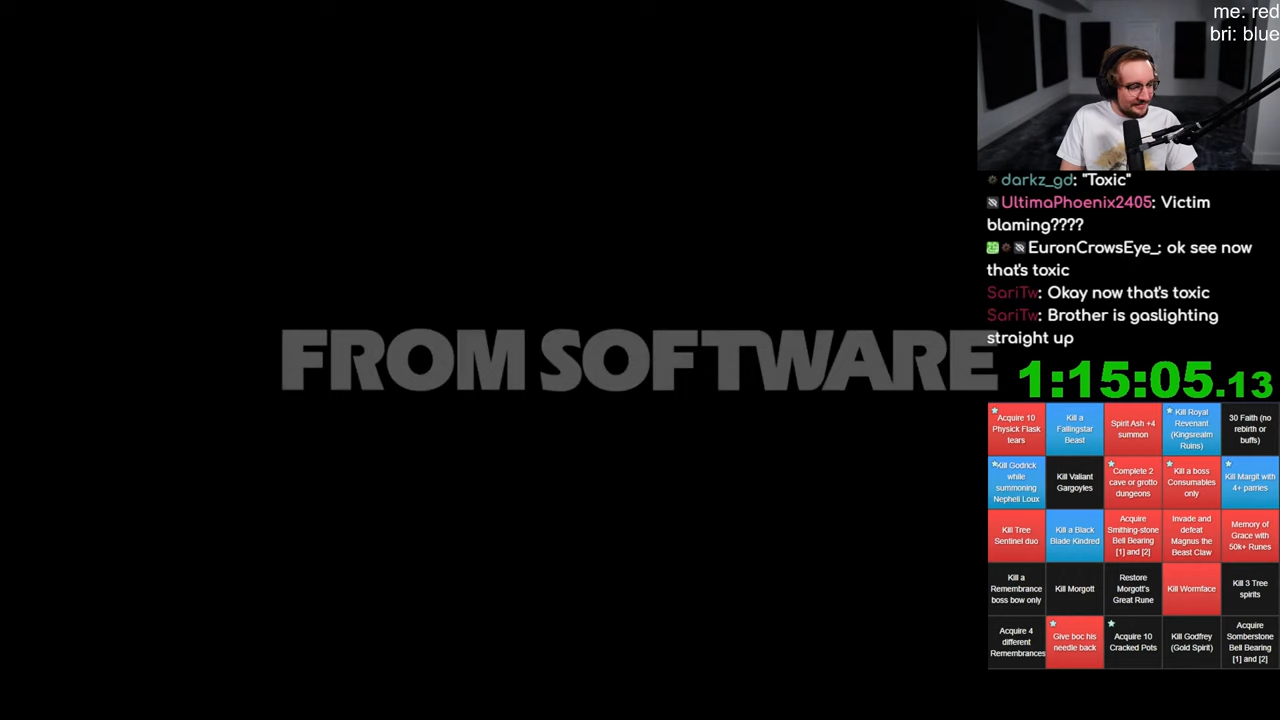 me: red
bri: blue
darkz_gd: "Toxic"
UltimaPhoenix2405: Victim
blaming????
EuronCrowsEye_: ok see now
that's toxic
SariTw: Okay now that's toxic
SariTw: Brother is gaslighting
straight up
FROMSOFTWARE
1:15:05.13
Acquire 10
Physick Flask
tears
Kill a
Fallingstar
Beast
Spirit Ash +4
summon
Kill Royal
Revenant
(Kingsrealm
Ruins)
30 Faith (no
rebirth or
buffs)
Kill Godrick
while
summoning
Nepheli Loux
Kill Valiant
Gargoyles
Complete 2
cave or grotto
dungeons
Kill a boss
Consumables
only
Kill Margit with
4+ parries
Kill Tree
Sentinel duo
Kill a Black
Blade Kindred
Acquire
Smithing-stone
Bell Bearing
[1] and [2]
Invade and
defeat
Magnus the
Beast Claw
Memory of
Grace with
50k+ Runes
Kill a
Remembrance
boss bow only
Kill Morgott
Restore
Morgott's
Great Rune
Kill Wormface
Kill 3 Tree
spirits
Acquire 4
different
Remembrances
Give boc his
needle back
Acquire 10
Cracked Pots
Kill Godfrey
(Gold Spirit)
Acquire
Somberstone
Bell Bearing
[1] and [2]